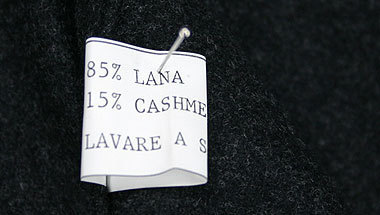 85% LANA
15% CASHME
LAVARE A S